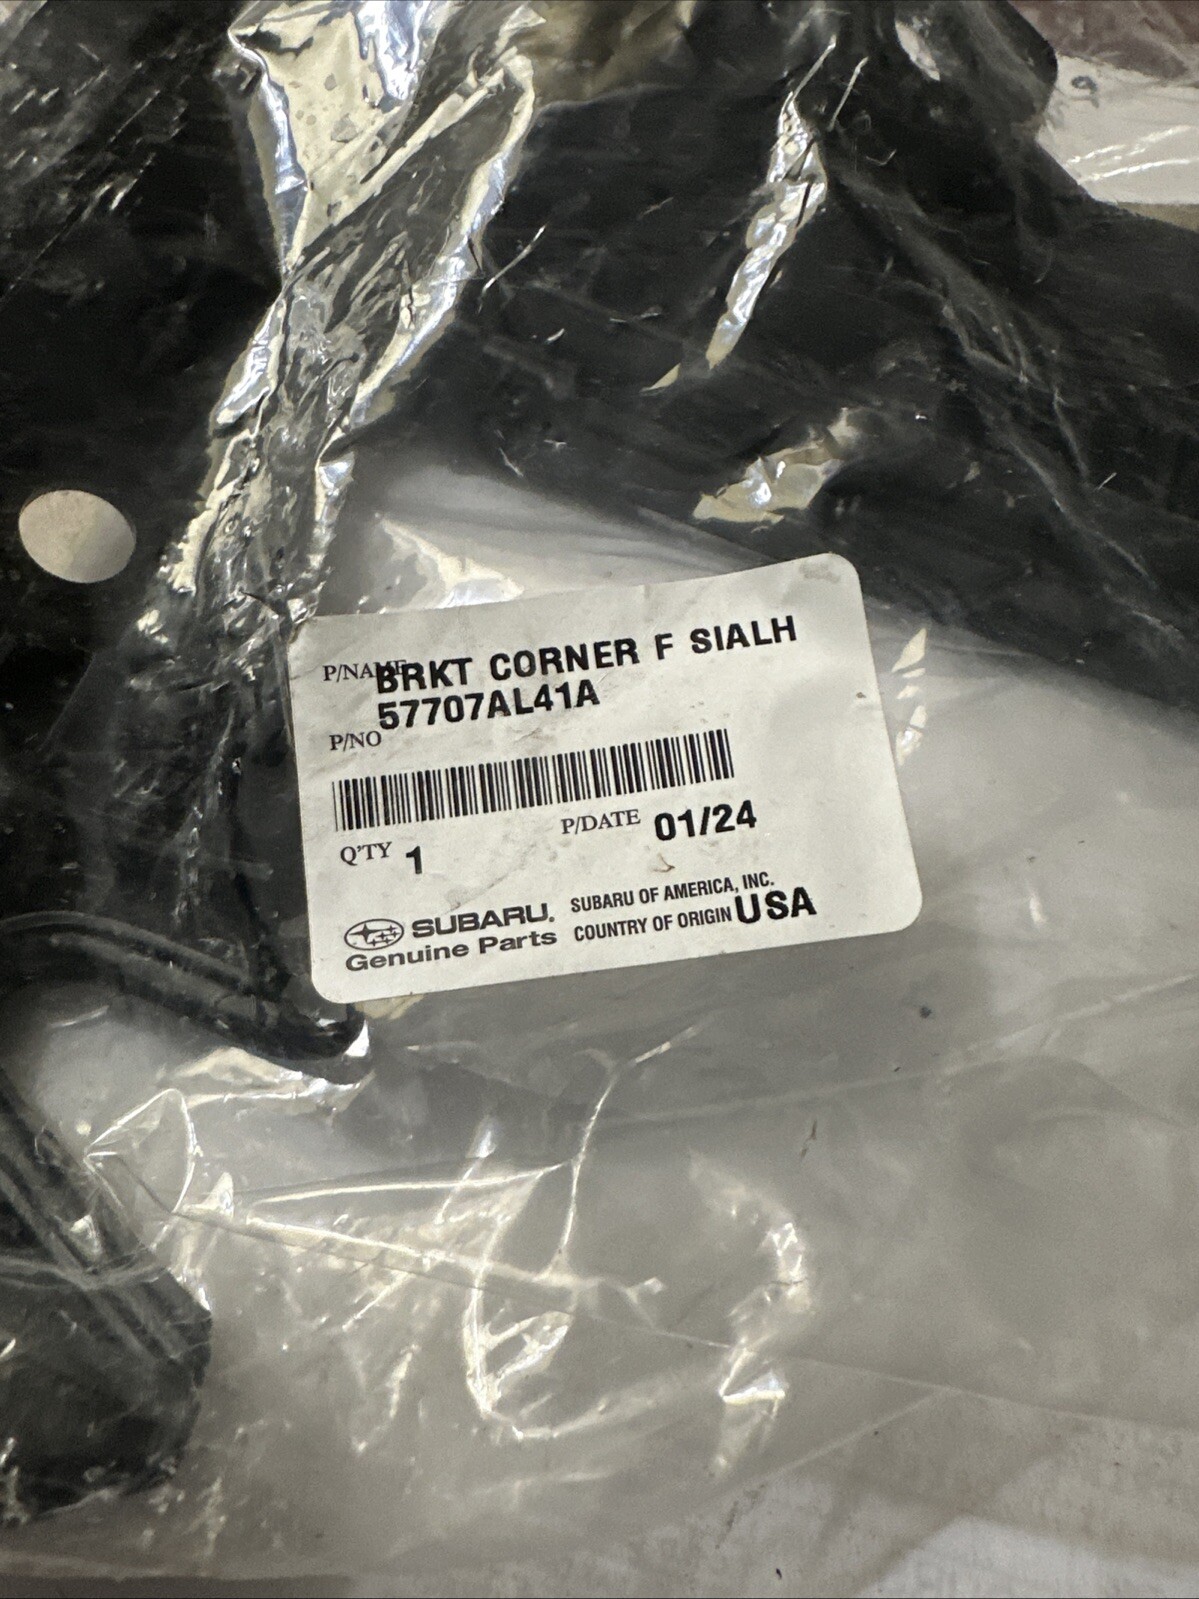 P/NAME BRKT CORNER F SIALH
57707AL41A
P/NO
Q'TY 1 P/DATE 01/24
SUBARU. SUBARU OF AMERICA, INC.
Genuine Parts COUNTRY OF ORIGIN USA